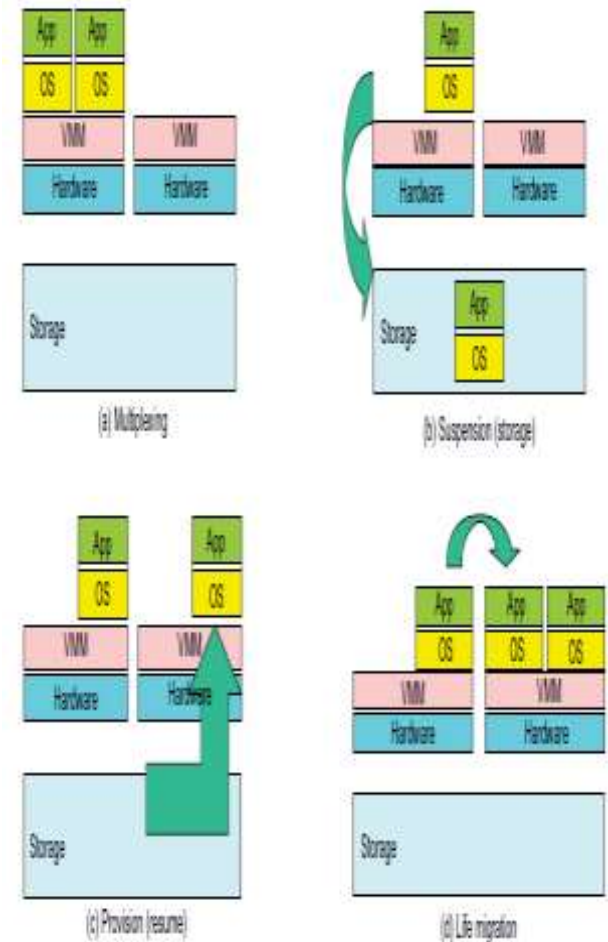 App App
OS OS
VMM VMM
Hardware Hardware
Storage
(a) Multiplexing
App
OS
VMM VMM
Hardware Hardware
App
Storage
OS
(b) Suspension (storage)
App App
OS OS
VMM VMM
Hardware Hardware
Storage
(c) Provision (resume)
App App App
OS OS OS
VMM VMM
Hardware Hardware
Storage
(d) Life migration